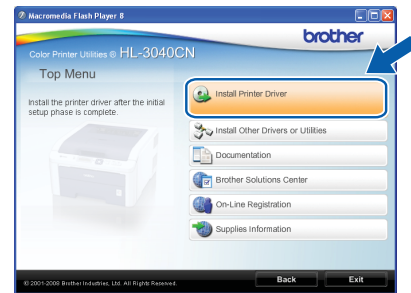 Macromedia Flash Player 8
brother
Color Printer Utilities ® HL-3040CN
Top Menu
Install the printer driver after the initial
setup phase is complete.
Install Printer Driver
Install Other Drivers or Utilities
Documentation
Brother Solutions Center
On-Line Registration
Supplies Information
© 2001-2008 Brother Industries, Ltd. All Rights Reserved.
Back
Exit